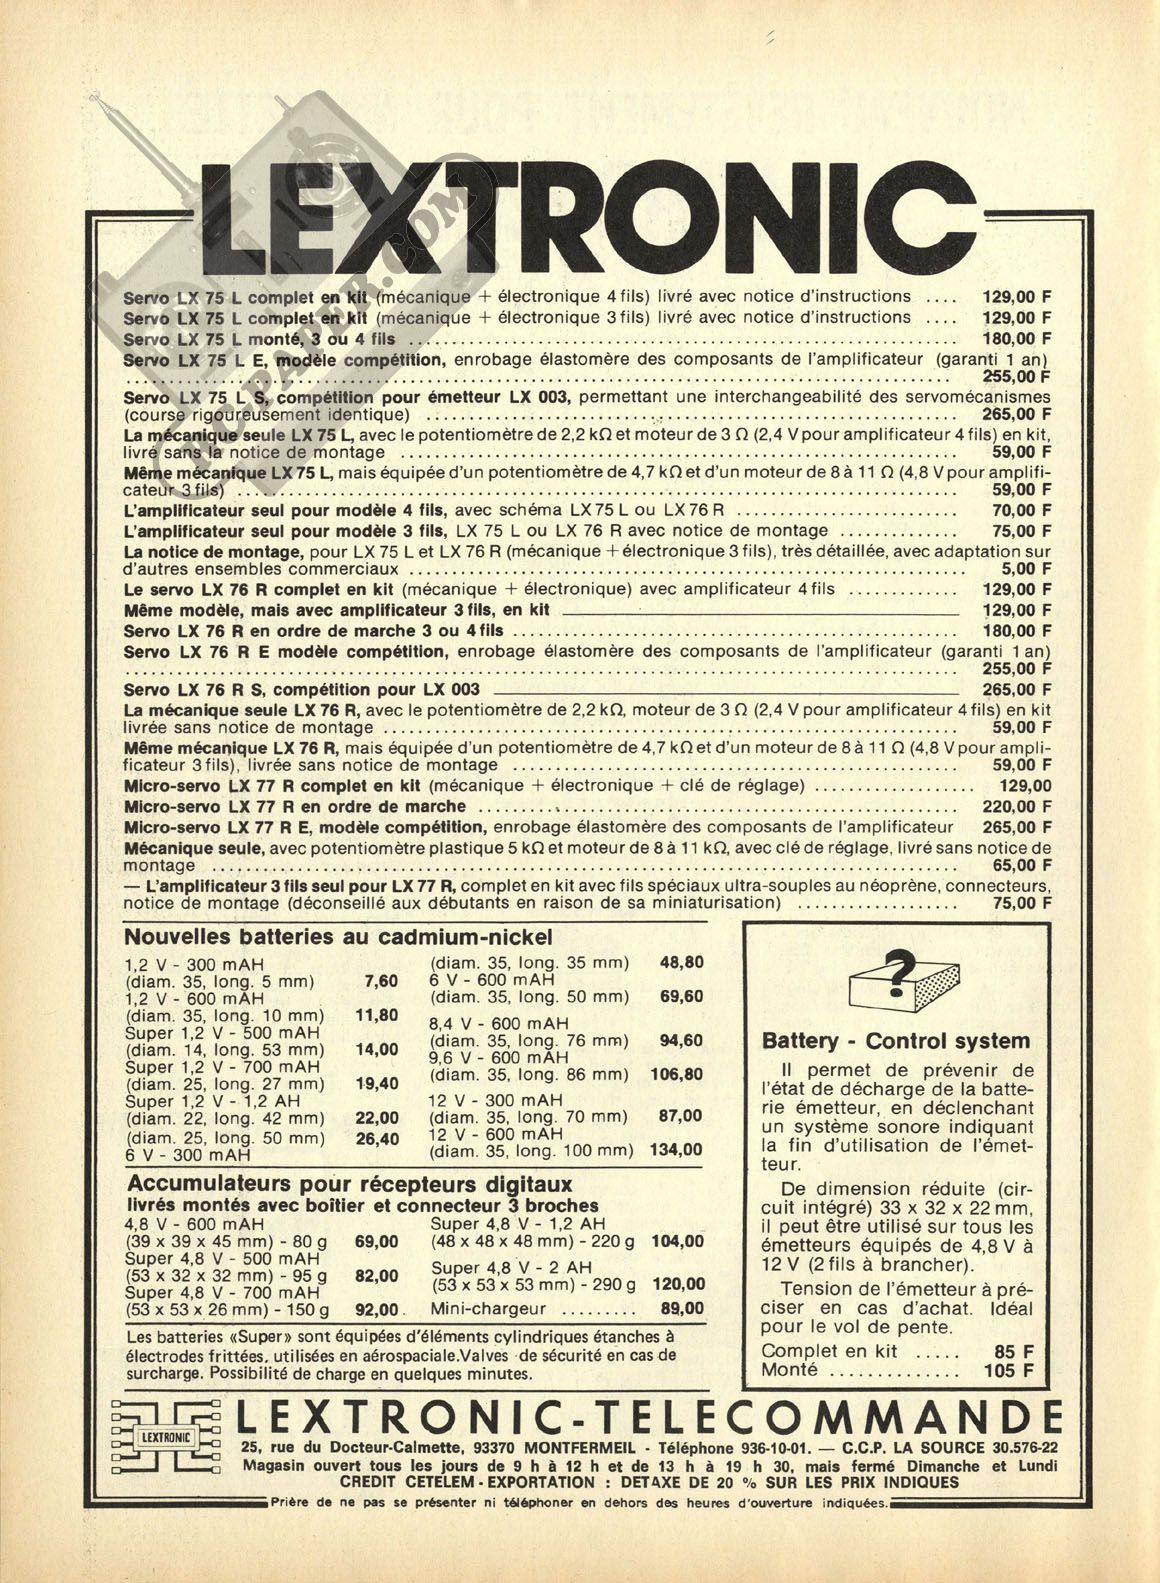 LEXTRONIC
RC-PAPER.COM
Servo LX 75 L complet en kit (mécanique + électronique 4 fils) livré avec notice d'instructions .... 129,00 F
Servo LX 75 L complet en kit (mécanique + électronique 3 fils) livré avec notice d'instructions .... 129,00 F
Servo LX 75 L monté, 3 ou 4 fils .... 180,00 F
Servo LX 75 L E, modèle compétition, enrobage élastomère des composants de l'amplificateur (garanti 1 an)
.... 255,00 F
Servo LX 75 L S, compétition pour émetteur LX 003, permettant une interchangeabilité des servomécanismes
(course rigoureusement identique) .... 265,00 F
La mécanique seule LX 75 L, avec le potentiomètre de 2,2 kΩ et moteur de 3 Ω (2,4 V pour amplificateur 4 fils) en kit,
livré sans la notice de montage .... 59,00 F
Même mécanique LX 75 L, mais équipée d'un potentiomètre de 4,7 kΩ et d'un moteur de 8 à 11 Ω (4,8 V pour amplifi-
cateur 3 fils) .... 59,00 F
L'amplificateur seul pour modèle 4 fils, avec schéma LX 75 L ou LX 76 R .... 70,00 F
L'amplificateur seul pour modèle 3 fils, LX 75 L ou LX 76 R avec notice de montage .... 75,00 F
La notice de montage, pour LX 75 L et LX 76 R (mécanique + électronique 3 fils), très détaillée, avec adaptation sur
d'autres ensembles commerciaux .... 5,00 F
Le servo LX 76 R complet en kit (mécanique + électronique) avec amplificateur 4 fils .... 129,00 F
Même modèle, mais avec amplificateur 3 fils, en kit 129,00 F
Servo LX 76 R en ordre de marche 3 ou 4 fils .... 180,00 F
Servo LX 76 R E modèle compétition, enrobage élastomère des composants de l'amplificateur (garanti 1 an)
.... 255,00 F
Servo LX 76 R S, compétition pour LX 003 265,00 F
La mécanique seule LX 76 R, avec le potentiomètre de 2,2 kΩ, moteur de 3 Ω (2,4 V pour amplificateur 4 fils) en kit
livrée sans notice de montage .... 59,00 F
Même mécanique LX 76 R, mais équipée d'un potentiomètre de 4,7 kΩ et d'un moteur de 8 à 11 Ω (4,8 V pour ampli-
ficateur 3 fils), livrée sans notice de montage .... 59,00 F
Micro-servo LX 77 R complet en kit (mécanique + électronique + clé de réglage) .... 129,00
Micro-servo LX 77 R en ordre de marche .... 220,00 F
Micro-servo LX 77 R E, modèle compétition, enrobage élastomère des composants de l'amplificateur 265,00 F
Mécanique seule, avec potentiomètre plastique 5 kΩ et moteur de 8 à 11 kΩ, avec clé de réglage, livré sans notice de
montage .... 65,00 F
— L'amplificateur 3 fils seul pour LX 77 R, complet en kit avec fils spéciaux ultra-souples au néoprène, connecteurs,
notice de montage (déconseillé aux débutants en raison de sa miniaturisation) .... 75,00 F
Nouvelles batteries au cadmium-nickel
1,2 V - 300 mAH
(diam. 35, long. 5 mm) 7,60
1,2 V - 600 mAH
(diam. 35, long. 10 mm) 11,80
Super 1,2 V - 500 mAH
(diam. 14, long. 53 mm) 14,00
Super 1,2 V - 700 mAH
(diam. 25, long. 27 mm) 19,40
Super 1,2 V - 1,2 AH
(diam. 22, long. 42 mm) 22,00
(diam. 25, long. 50 mm) 26,40
6 V - 300 mAH
(diam. 35, long. 35 mm) 48,80
6 V - 600 mAH
(diam. 35, long. 50 mm) 69,60
8,4 V - 600 mAH
(diam. 35, long. 76 mm) 94,60
9,6 V - 600 mAH
(diam. 35, long. 86 mm) 106,80
12 V - 300 mAH
(diam. 35, long. 70 mm) 87,00
12 V - 600 mAH
(diam. 35, long. 100 mm) 134,00
Accumulateurs pour récepteurs digitaux
livrés montés avec boîtier et connecteur 3 broches
4,8 V - 600 mAH
(39 x 39 x 45 mm) - 80 g 69,00
Super 4,8 V - 500 mAH
(53 x 32 x 32 mm) - 95 g 82,00
Super 4,8 V - 700 mAH
(53 x 53 x 26 mm) - 150 g 92,00.
Super 4,8 V - 1,2 AH
(48 x 48 x 48 mm) - 220 g 104,00
Super 4,8 V - 2 AH
(53 x 53 x 53 mm) - 290 g 120,00
Mini-chargeur ......... 89,00
Les batteries «Super» sont équipées d'éléments cylindriques étanches à
électrodes frittées, utilisées en aérospaciale.Valves de sécurité en cas de
surcharge. Possibilité de charge en quelques minutes.
?
Battery - Control system
Il permet de prévenir de
l'état de décharge de la batte-
rie émetteur, en déclenchant
un système sonore indiquant
la fin d'utilisation de l'émet-
teur.
De dimension réduite (cir-
cuit intégré) 33 x 32 x 22 mm,
il peut être utilisé sur tous les
émetteurs équipés de 4,8 V à
12 V (2 fils à brancher).
Tension de l'émetteur à pré-
ciser en cas d'achat. Idéal
pour le vol de pente.
Complet en kit ..... 85 F
Monté .............. 105 F
LEXTRONIC
LEXTRONIC-TELECOMMANDE
25, rue du Docteur-Calmette, 93370 MONTFERMEIL - Téléphone 936-10-01. — C.C.P. LA SOURCE 30.576-22
Magasin ouvert tous les jours de 9 h à 12 h et de 13 h à 19 h 30, mais fermé Dimanche et Lundi
CREDIT CETELEM - EXPORTATION : DETAXE DE 20 % SUR LES PRIX INDIQUES
Prière de ne pas se présenter ni téléphoner en dehors des heures d'ouverture indiquées.